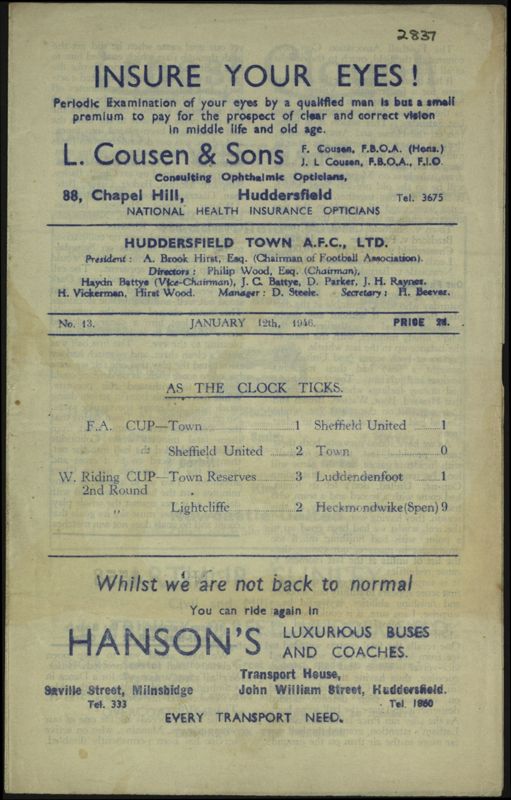 2837
INSURE YOUR EYES!
Periodic Examination of your eyes by a qualified man is but a small
premium to pay for the prospect of clear and correct vision
in middle life and old age.
L. Cousen & Sons F. Cousen, F.B.O.A. (Hons.)
J. L Cousen, F.B.O.A., F.I.O.
Consulting Ophthalmic Opticians,
88, Chapel Hill, Huddersfield Tel. 3675
NATIONAL HEALTH INSURANCE OPTICIANS
HUDDERSFIELD TOWN A.F.C., LTD.
President: A. Brook Hirst, Esq. (Chairman of Football Association).
Directors: Philip Wood, Esq. (Chairman),
Haydn Battye (Vice-Chairman), J. C. Battye, D. Parker, J. H. Raynes.
H. Vickerman, Hirst Wood. Manager: D. Steele. Secretary: H. Beever.
No. 13. JANUARY 12th, 1946. PRICE 2d.
AS THE CLOCK TICKS.
F.A. CUP—Town 1 Sheffield United 1
Sheffield United 2 Town 0
W. Riding CUP—Town Reserves 3 Luddendenfoot 1
2nd Round
,, Lightcliffe 2 Heckmondwike (Spen) 9
Whilst we are not back to normal
You can ride again in
HANSON'S LUXURIOUS BUSES
AND COACHES.
Transport House,
Saville Street, Milnsbridge John William Street, Huddersfield.
Tel. 333 Tel. 1860
EVERY TRANSPORT NEED.